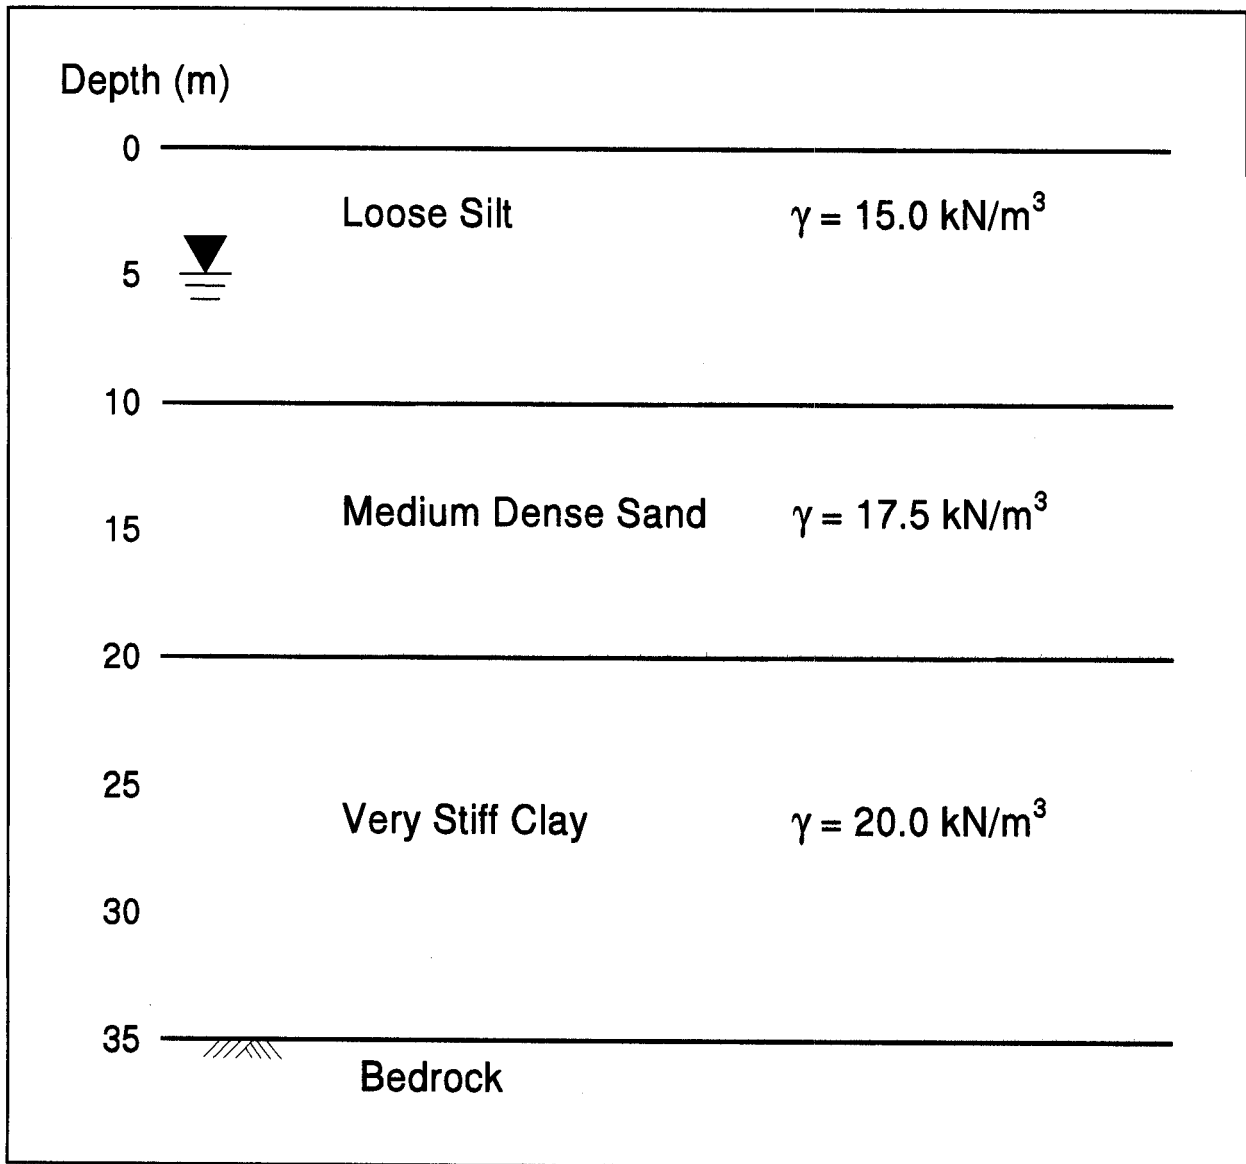 Depth (m)
0
Loose Silt γ = 15.0 kN/m³
5
10
Medium Dense Sand γ = 17.5 kN/m³
15
20
25
Very Stiff Clay γ = 20.0 kN/m³
30
35
Bedrock